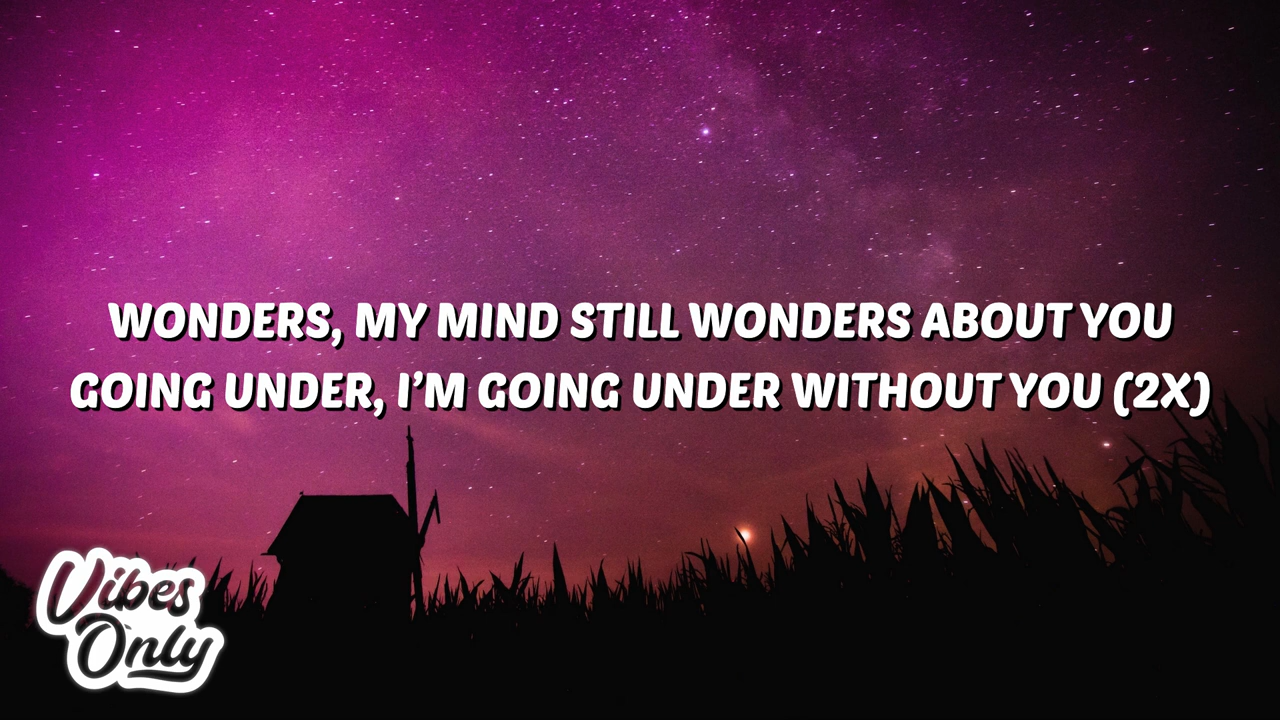 WONDERS, MY MIND STILL WONDERS ABOUT YOU
GOING UNDER, I’M GOING UNDER WITHOUT YOU (2X)
Vibes
Only